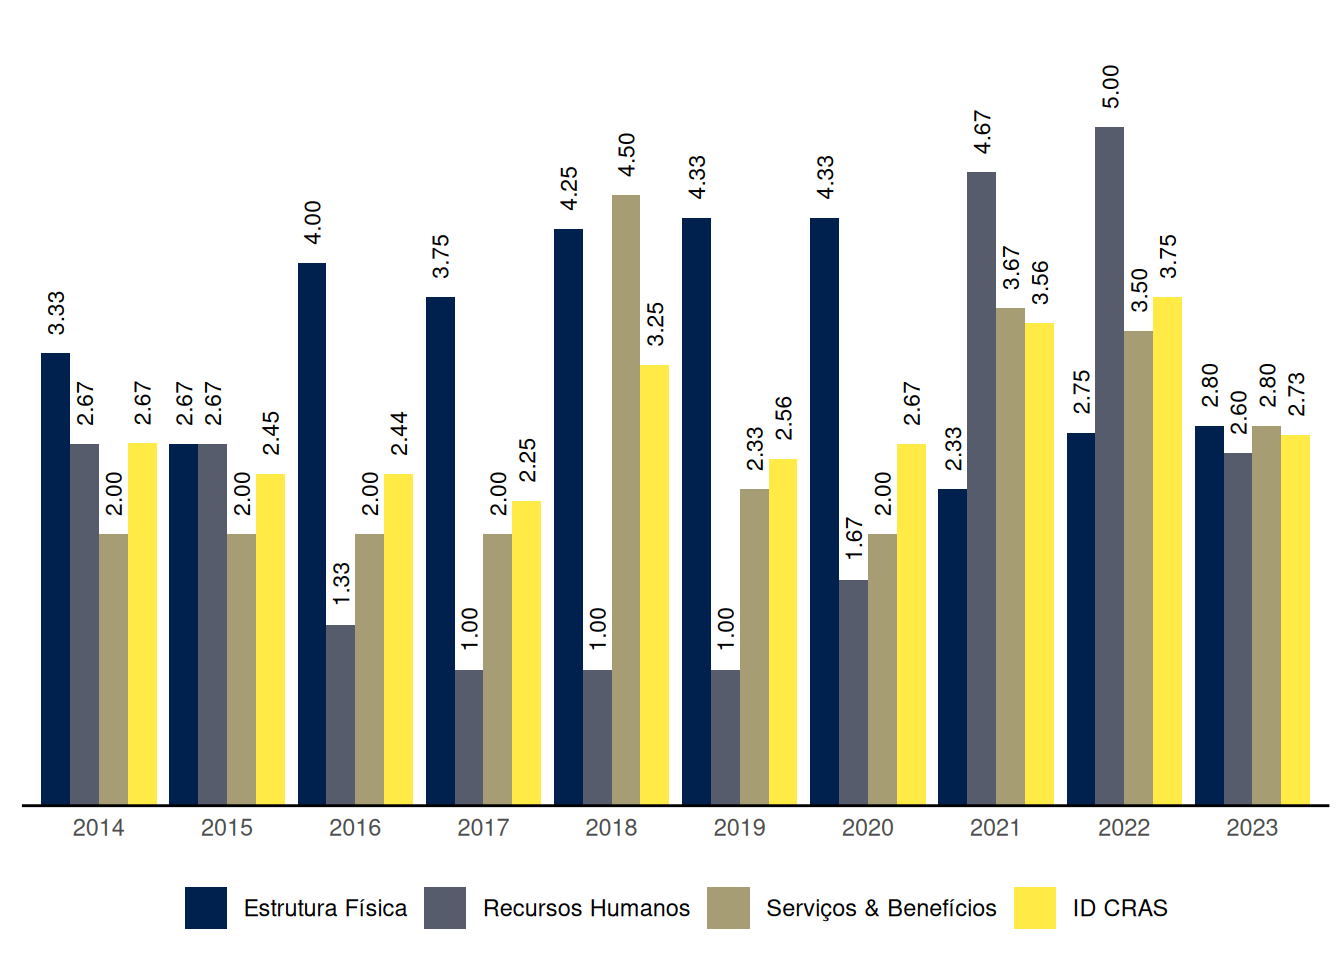 3.33 2.67 2.00 2.67
2.67 2.67 2.00 2.45
4.00 1.33 2.00 2.44
3.75 1.00 2.00 2.25
4.25 1.00 4.50 3.25
4.33 1.00 2.33 2.56
4.33 1.67 2.00 2.67
2.33 4.67 3.67 3.56
2.75 5.00 3.50 3.75
2.80 2.60 2.80 2.73
2014 2015 2016 2017 2018 2019 2020 2021 2022 2023
Estrutura Física Recursos Humanos Serviços & Benefícios ID CRAS